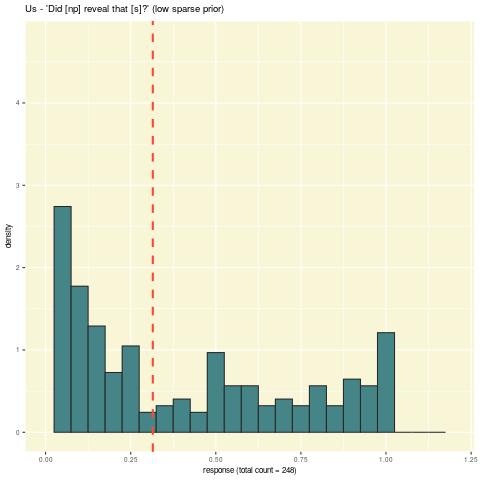 Us - 'Did [np] reveal that [s]?' (low sparse prior)
density
4
3
2
1
0
0.00 0.25 0.50 0.75 1.00 1.25
response (total count = 248)